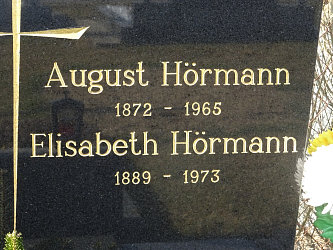 August Hörmann
1872 - 1965
Elisabeth Hörmann
1889 - 1973